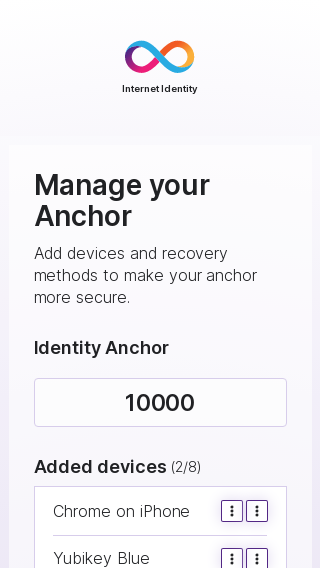 Internet Identity
Manage your
Anchor
Add devices and recovery
methods to make your anchor
more secure.
Identity Anchor
10000
Added devices (2/8)
Chrome on iPhone
Yubikey Blue